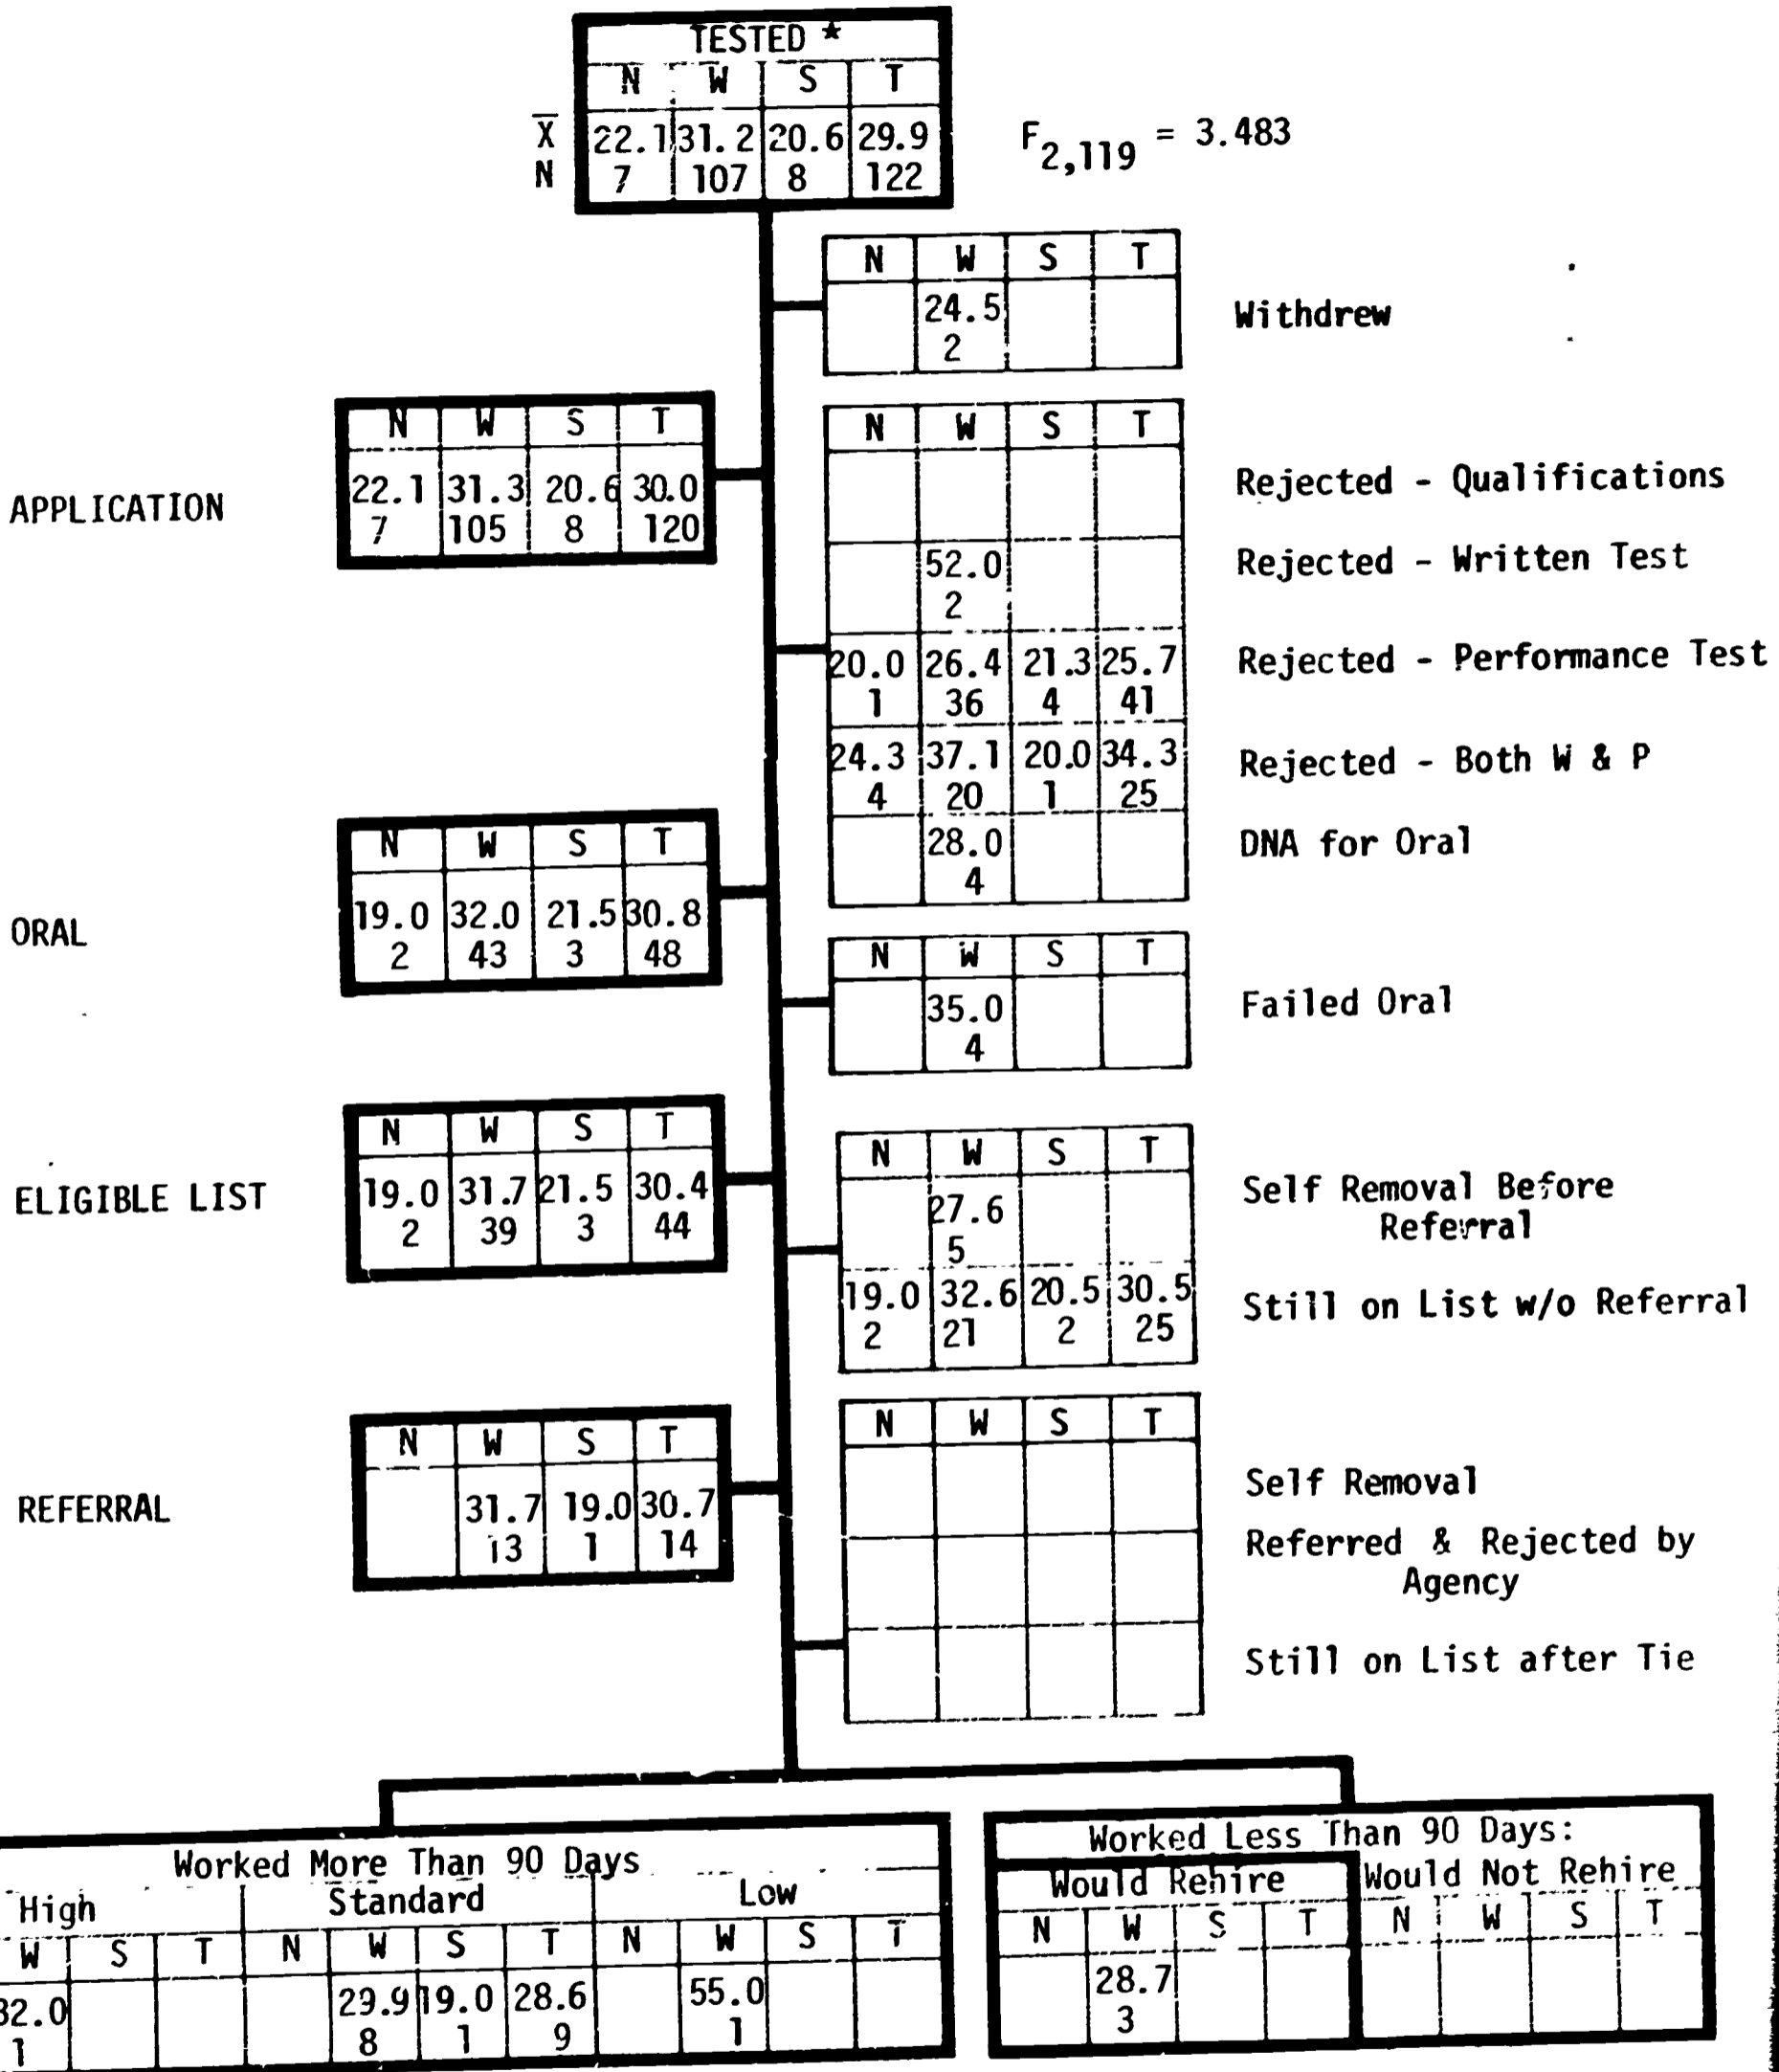 TESTED *
N W S T
X̅ 22.1 31.2 20.6 29.9
N 7 107 8 122
F2,119 = 3.483
N W S T
24.5
2
Withdrew
APPLICATION
N W S T
22.1 31.3 20.6 30.0
7 105 8 120
N W S T
Rejected - Qualifications
52.0
2
Rejected - Written Test
20.0 26.4 21.3 25.7
1 36 4 41
Rejected - Performance Test
24.3 37.1 20.0 34.3
4 20 1 25
Rejected - Both W & P
28.0
4
DNA for Oral
ORAL
N W S T
19.0 32.0 21.5 30.8
2 43 3 48
N W S T
35.0
4
Failed Oral
ELIGIBLE LIST
N W S T
19.0 31.7 21.5 30.4
2 39 3 44
N W S T
27.6
5
Self Removal Before
Referral
19.0 32.6 20.5 30.5
2 21 2 25
Still on List w/o Referral
REFERRAL
N W S T
31.7 19.0 30.7
13 1 14
N W S T
Self Removal
Referred & Rejected by
Agency
Still on List after Tie
Worked More Than 90 Days
High Standard Low
W S T N W S T N W S T
32.0 29.9 19.0 28.6 55.0
1 8 1 9 1
Worked Less Than 90 Days:
Would Rehire Would Not Rehire
N W S T N W S T
28.7
3